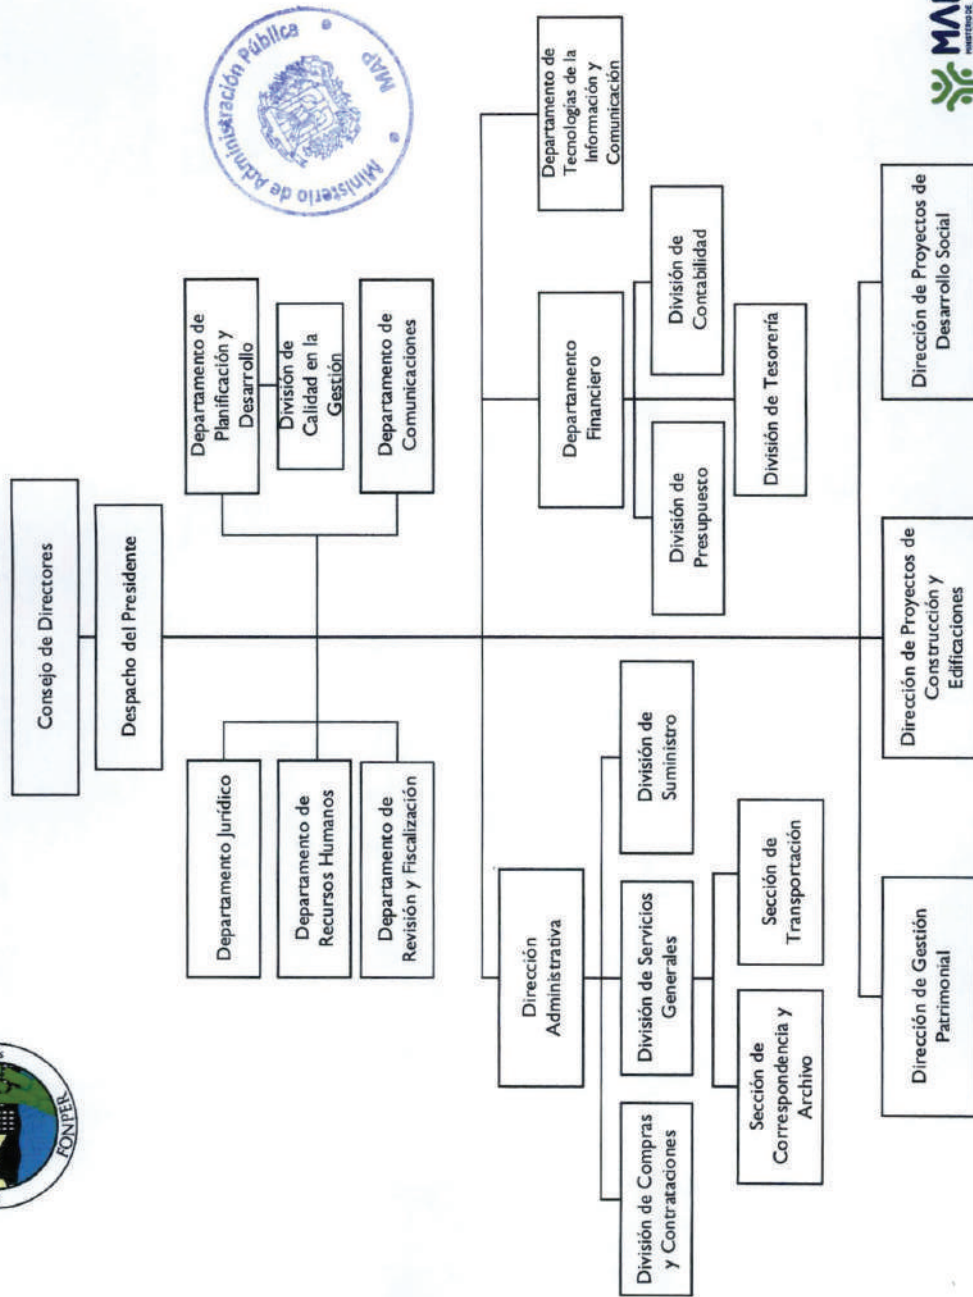 Consejo de Directores
Despacho del Presidente
Departamento Jurídico
Departamento de
Recursos Humanos
Departamento de
Revisión y Fiscalización
Departamento de
Planificación y
Desarrollo
División de
Calidad en la
Gestión
Departamento de
Comunicaciones
Ministerio de Administración Pública
MAP
Dirección
Administrativa
División de Compras
y Contrataciones
División de Servicios
Generales
División de
Suministro
Sección de
Correspondencia y
Archivo
Sección de
Transportación
Departamento
Financiero
División de
Presupuesto
División de
Contabilidad
División de Tesorería
Departamento de
Tecnologías de la
Información y
Comunicación
Dirección de Gestión
Patrimonial
Dirección de Proyectos de
Construcción y
Edificaciones
Dirección de Proyectos de
Desarrollo Social
FONPER
MINISTERIO DE